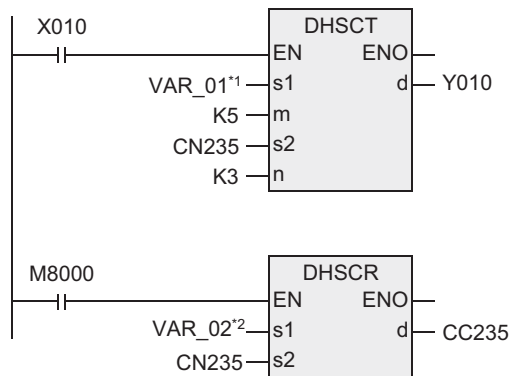 X010
DHSCT
EN ENO
VAR_01*1 s1 d Y010
K5 m
CN235 s2
K3 n
M8000
DHSCR
EN ENO
VAR_02*2 s1 d CC235
CN235 s2